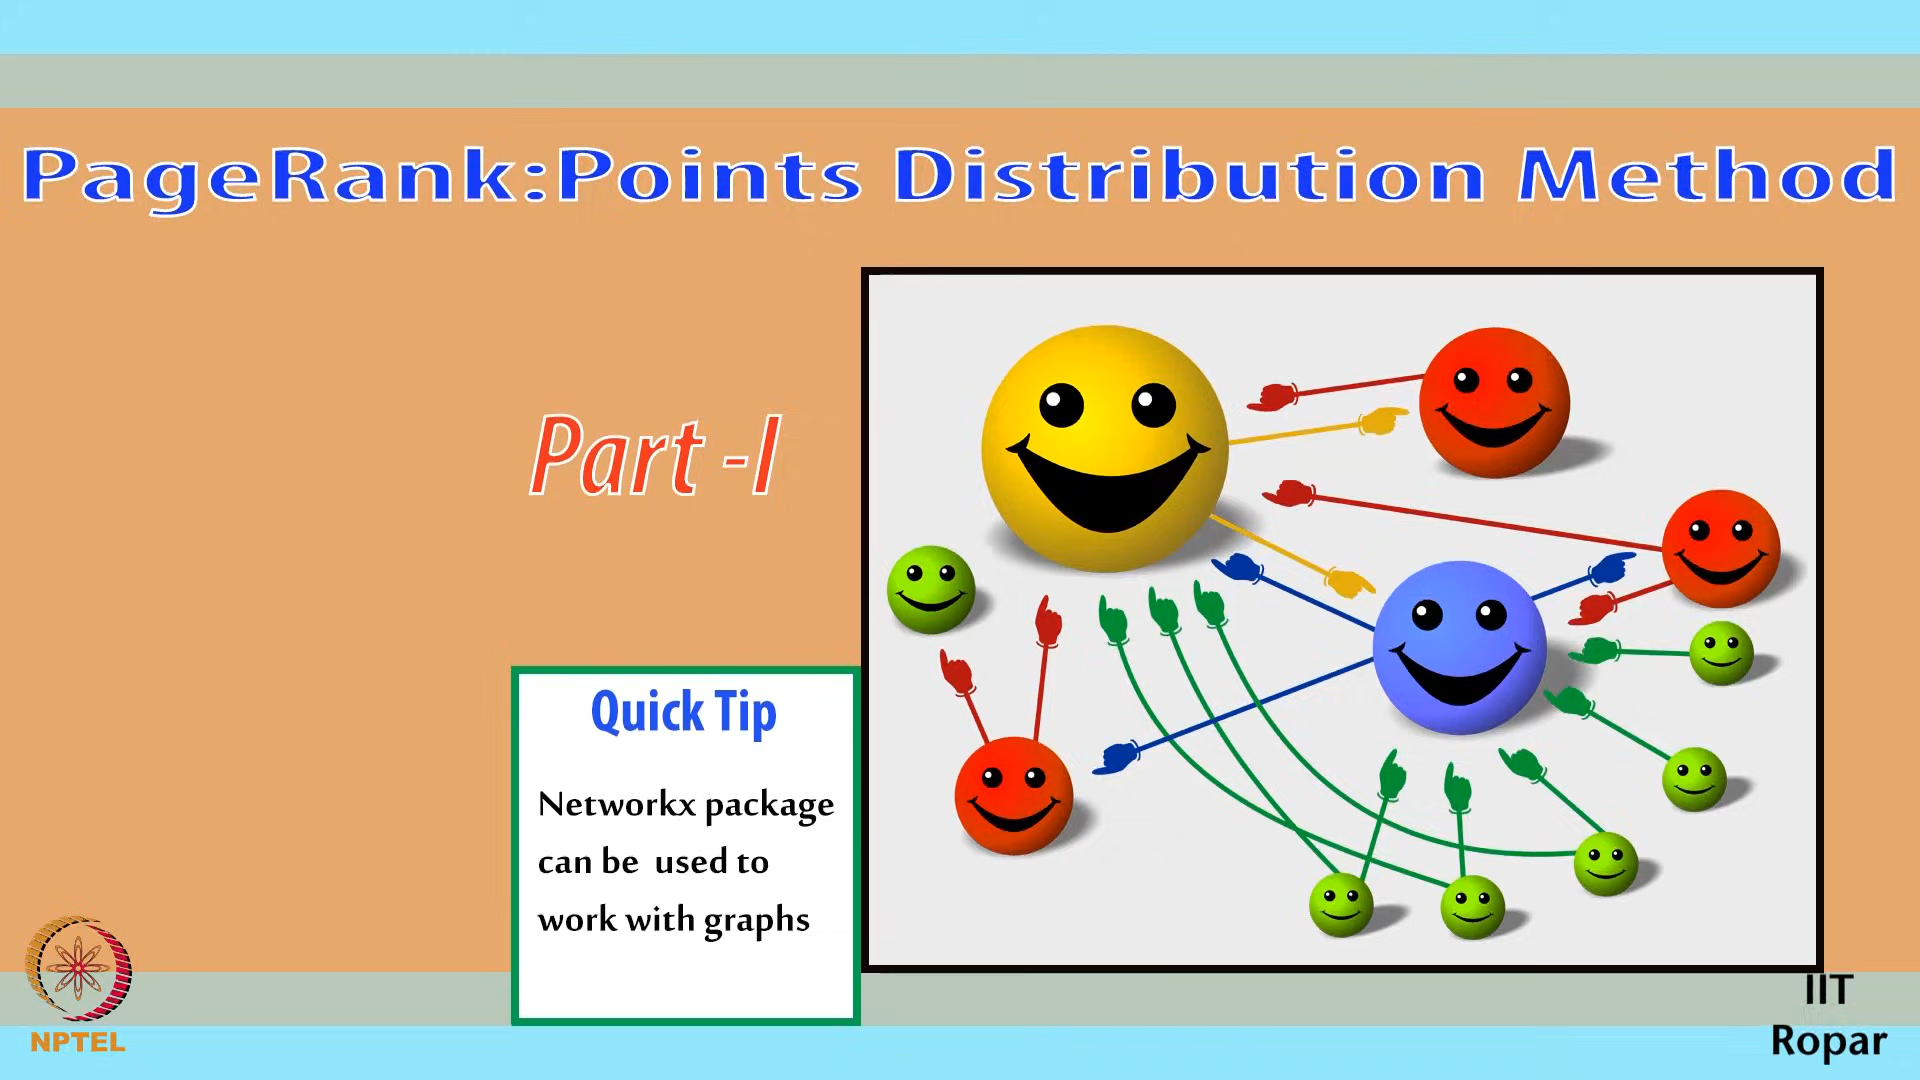 PageRank:Points Distribution Method
Part -I
Quick Tip
Networkx package
can be used to
work with graphs
NPTEL
IIT
Ropar